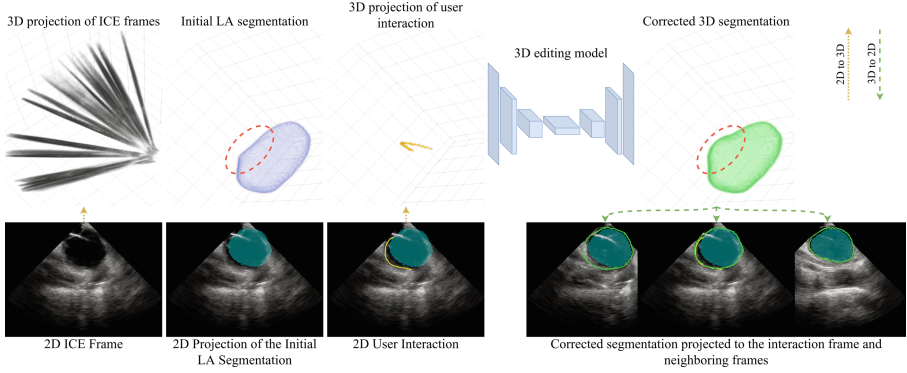 3D projection of ICE frames
Initial LA segmentation
3D projection of user
interaction
3D editing model
Corrected 3D segmentation
2D to 3D
3D to 2D
2D ICE Frame
2D Projection of the Initial
LA Segmentation
2D User Interaction
Corrected segmentation projected to the interaction frame and
neighboring frames